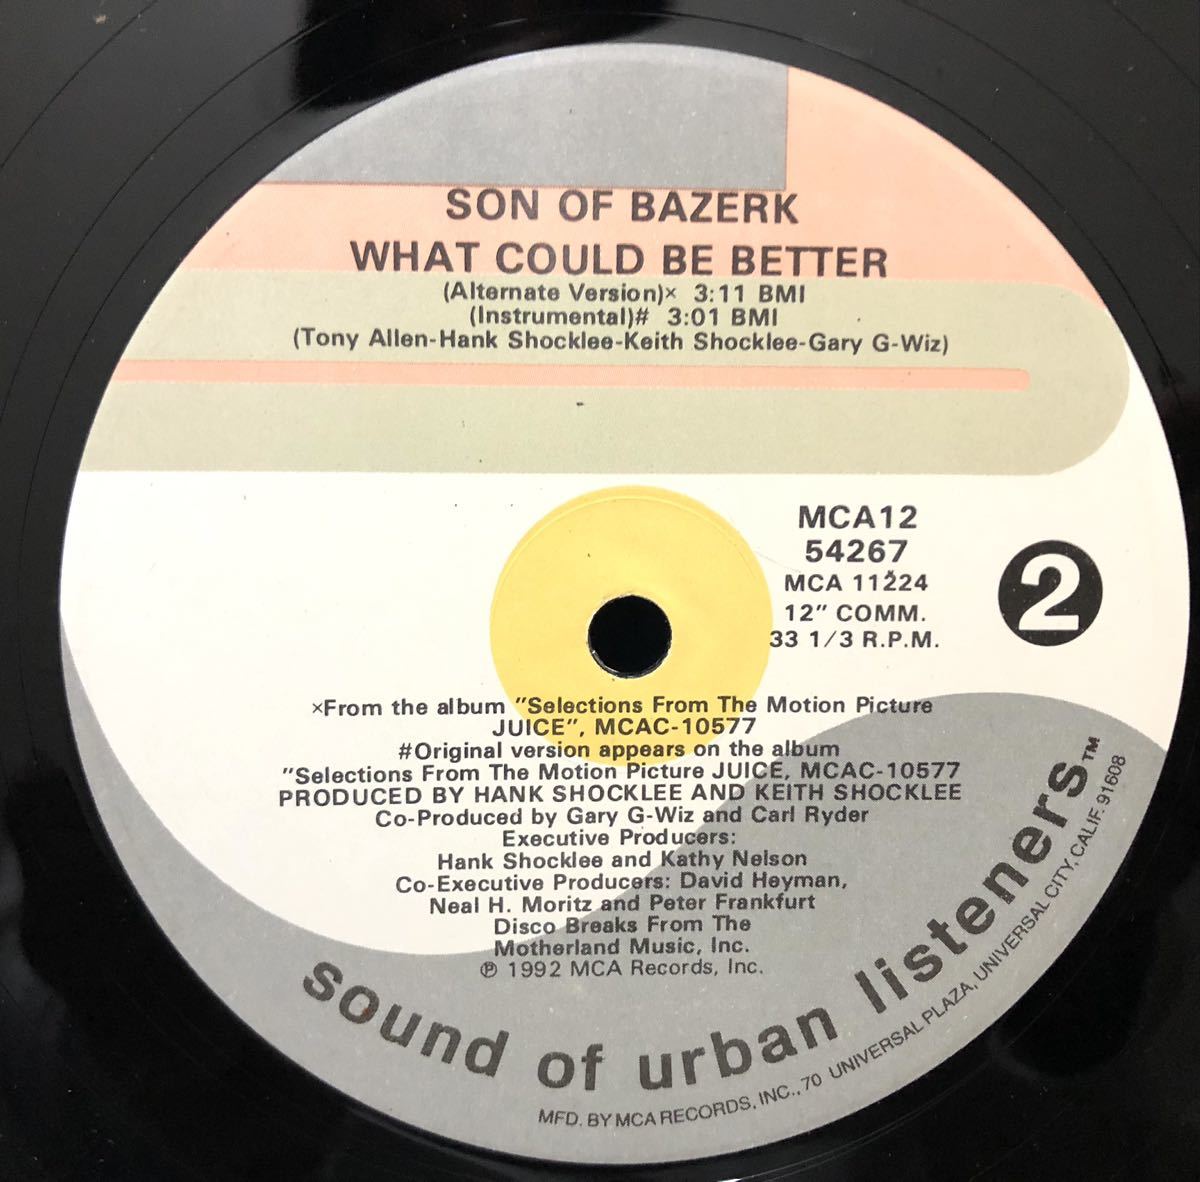 SON OF BAZERK
WHAT COULD BE BETTER
(Alternate Version)× 3:11 BMI
(Instrumental)# 3:01 BMI
(Tony Allen-Hank Shocklee-Keith Shocklee-Gary G-Wiz)
MCA12
54267
MCA 11224
12" COMM.
33 1/3 R.P.M.
2
×From the album "Selections From The Motion Picture
JUICE", MCAC-10577
#Original version appears on the album
"Selections From The Motion Picture JUICE, MCAC-10577
PRODUCED BY HANK SHOCKLEE AND KEITH SHOCKLEE
Co-Produced by Gary G-Wiz and Carl Ryder
Executive Producers:
Hank Shocklee and Kathy Nelson
Co-Executive Producers: David Heyman,
Neal H. Moritz and Peter Frankfurt
Disco Breaks From The
Motherland Music, Inc.
℗ 1992 MCA Records, Inc.
sound of urban listeners™
MFD. BY MCA RECORDS, INC., 70 UNIVERSAL PLAZA, UNIVERSAL CITY, CALIF. 91608